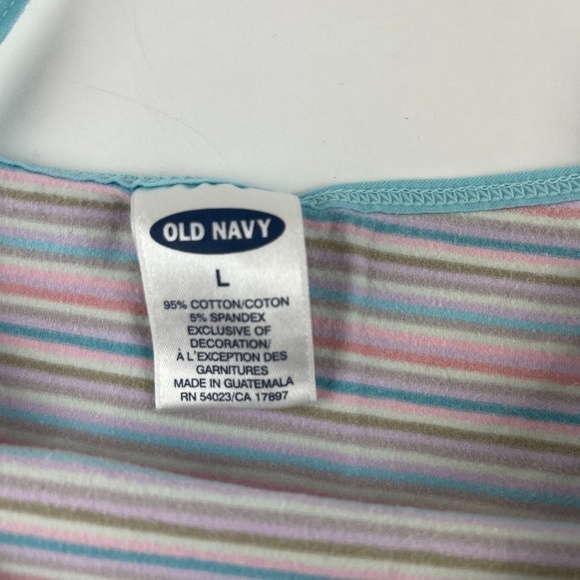 OLD NAVY
L
95% COTTON/COTON
5% SPANDEX
EXCLUSIVE OF
DECORATION/
À L'EXCEPTION DES
GARNITURES
MADE IN GUATEMALA
RN 54023/CA 17897